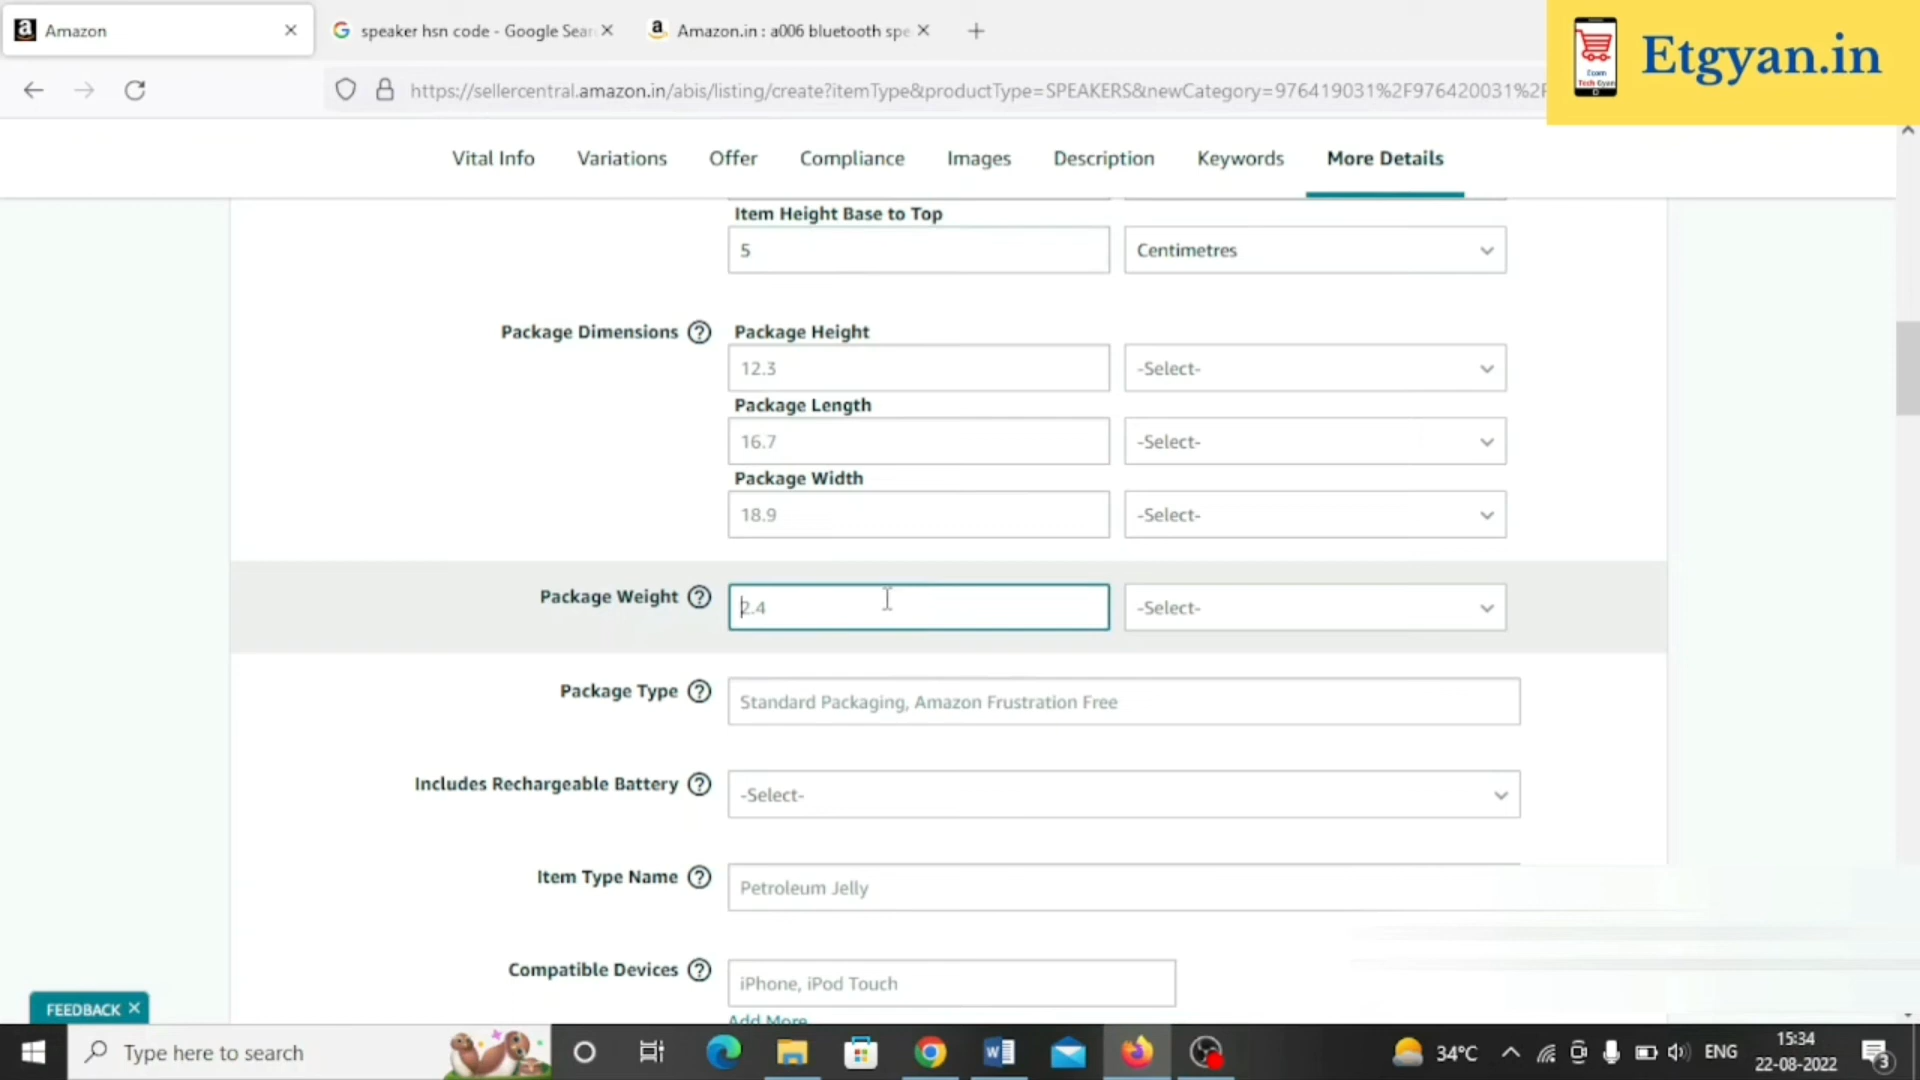 Amazon
speaker hsn code - Google Sear
Amazon.in : a006 bluetooth spe
Ecom
Tech Gyan
Etgyan.in
https://sellercentral.amazon.in/abis/listing/create?itemType&productType=SPEAKERS&newCategory=976419031%2F976420031%2F
Vital Info
Variations
Offer
Compliance
Images
Description
Keywords
More Details
Item Height Base to Top
5
Centimetres
Package Dimensions ?
Package Height
12.3
-Select-
Package Length
16.7
-Select-
Package Width
18.9
-Select-
Package Weight ?
2.4
-Select-
Package Type ?
Standard Packaging, Amazon Frustration Free
Includes Rechargeable Battery ?
-Select-
Item Type Name ?
Petroleum Jelly
Compatible Devices ?
iPhone, iPod Touch
Add More
FEEDBACK
Type here to search
34°C
ENG
15:34
22-08-2022
3